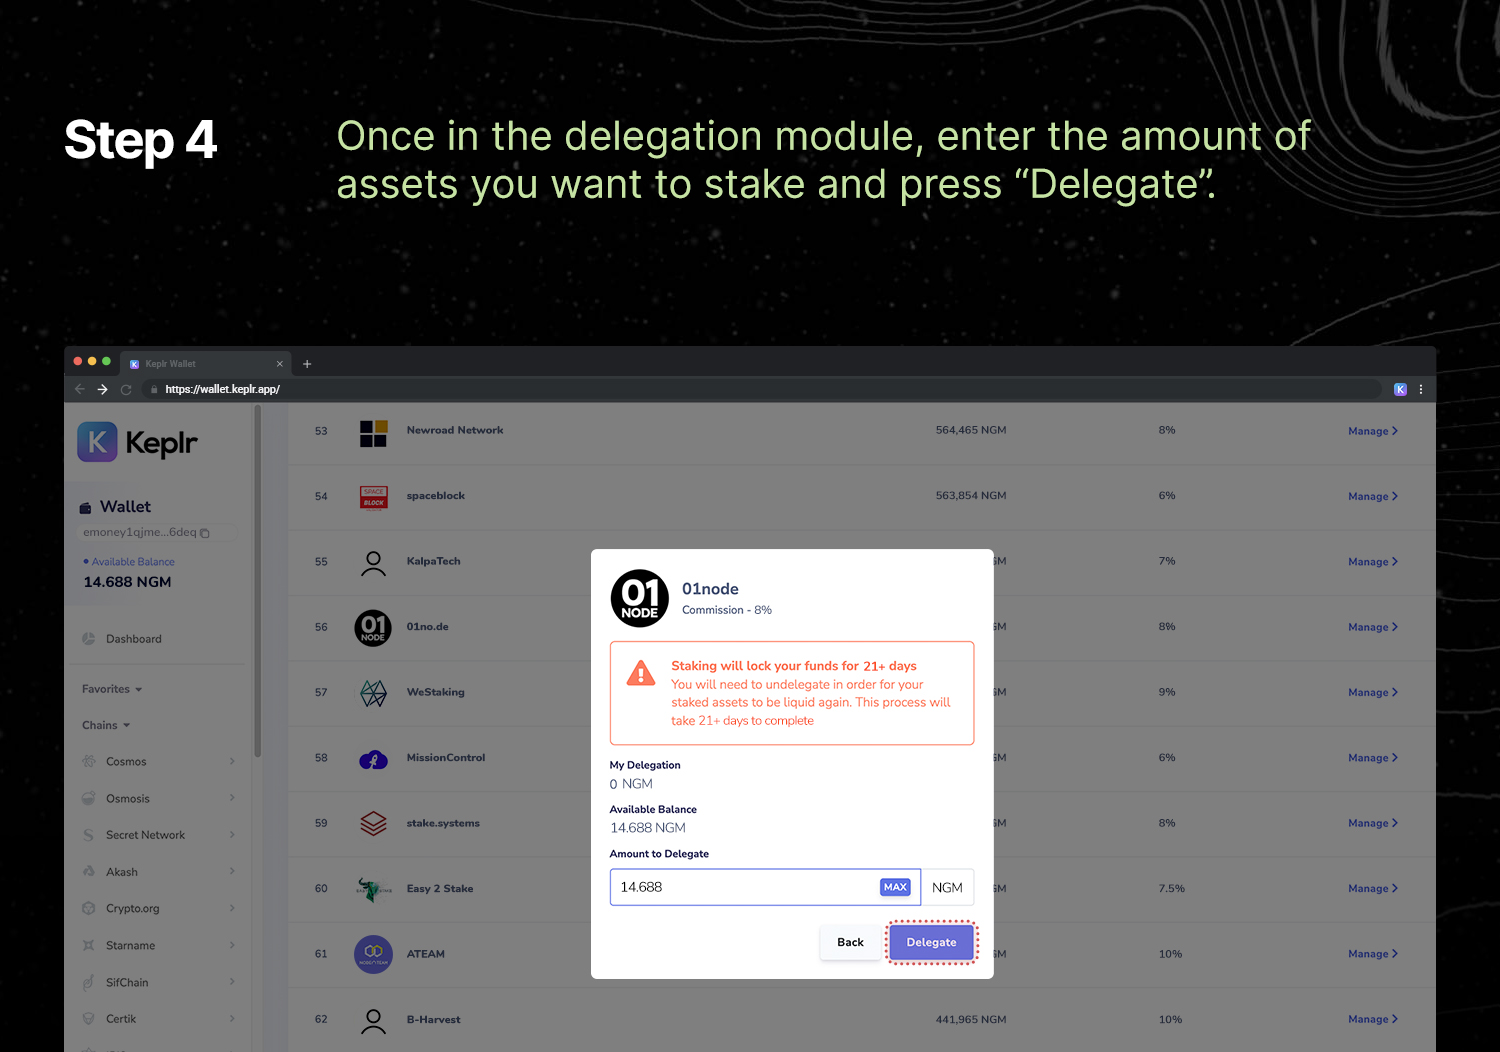 Step 4
Once in the delegation module, enter the amount of
assets you want to stake and press “Delegate”.
Keplr Wallet
https://wallet.keplr.app/
K
K Keplr
Wallet
emoney1qjme...6deq
Available Balance
14.688 NGM
Dashboard
Favorites
Chains
Cosmos
Osmosis
Secret Network
Akash
Crypto.org
Starname
SifChain
Certik
53 Newroad Network 564,465 NGM 8% Manage
54 SPACE BLOCK spaceblock 563,854 NGM 6% Manage
55 KalpaTech 7% Manage
56 01 NODE 01no.de 8% Manage
57 WeStaking 9% Manage
58 MissionControl 6% Manage
59 stake.systems 8% Manage
60 Easy 2 Stake 7.5% Manage
61 ATEAM 10% Manage
62 B-Harvest 441,965 NGM 10% Manage
01
NODE
01node
Commission - 8%
Staking will lock your funds for 21+ days
You will need to undelegate in order for your
staked assets to be liquid again. This process will
take 21+ days to complete
My Delegation
0 NGM
Available Balance
14.688 NGM
Amount to Delegate
14.688 MAX NGM
Back Delegate